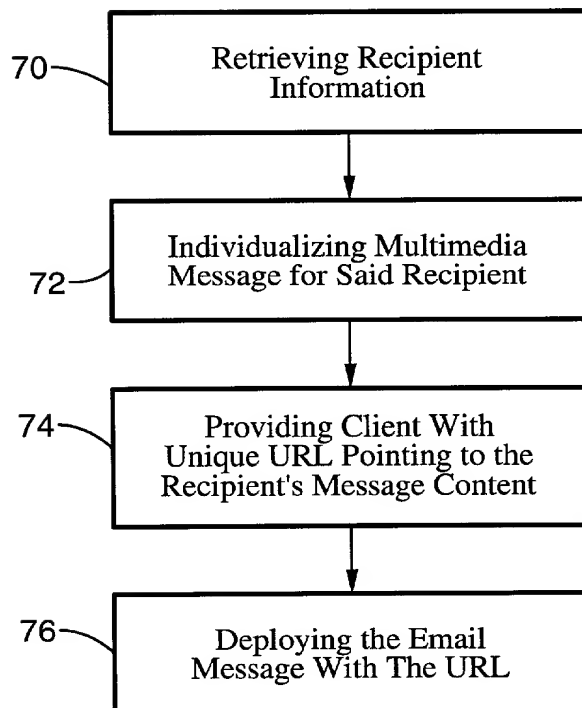 70
Retrieving Recipient
Information
72
Individualizing Multimedia
Message for Said Recipient
74
Providing Client With
Unique URL Pointing to the
Recipient's Message Content
76
Deploying the Email
Message With The URL